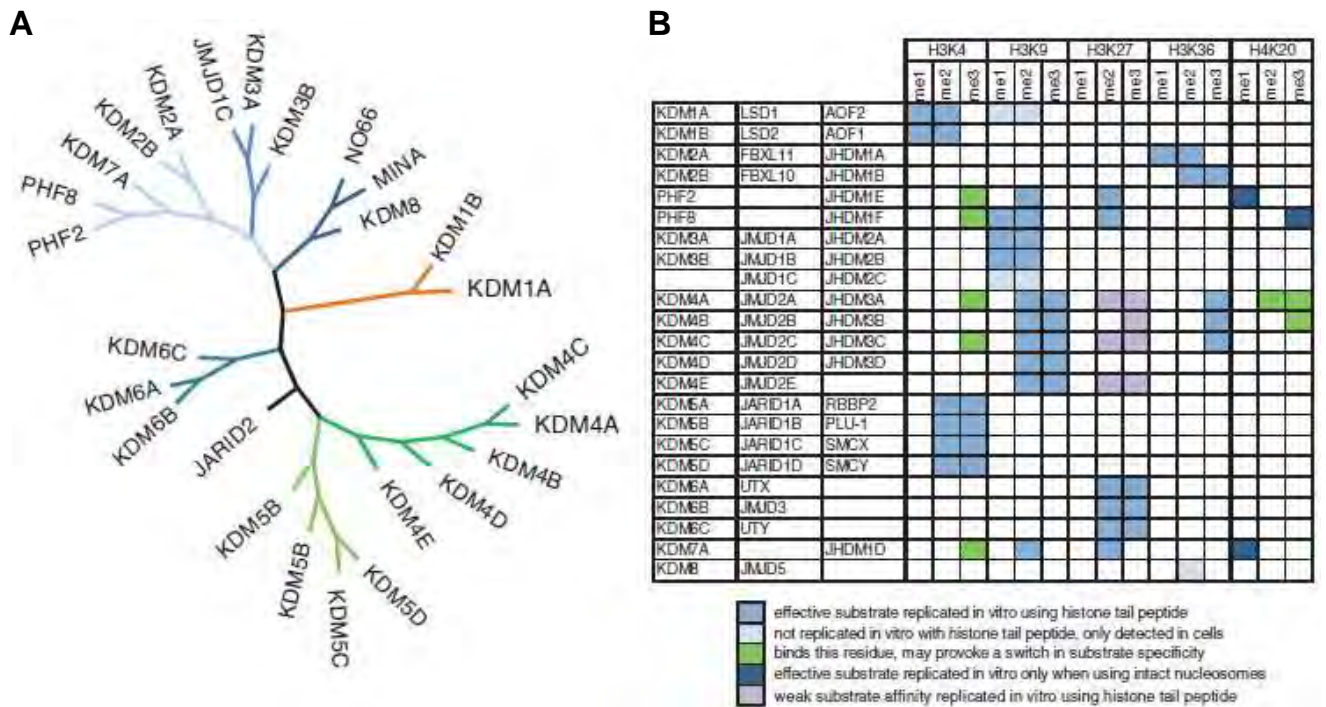 A
KDM3A
JMJD1C
KDM3B
KDM2A
KDM2B
KDM7A
PHF8
PHF2
NO66
MINA
KDM8
KDM1B
KDM1A
KDM6C
KDM6A
KDM6B
JARID2
KDM4C
KDM4A
KDM4B
KDM4D
KDM4E
KDM5B
KDM5B
KDM5C
KDM5D
B
H3K4 H3K9 H3K27 H3K36 H4K20
me1 me2 me3 me1 me2 me3 me1 me2 me3 me1 me2 me3 me1 me2 me3
KDM1A LSD1 AOF2
KDM1B LSD2 AOF1
KDM2A FBXL11 JHDM1A
KDM2B FBXL10 JHDM1B
PHF2 JHDM1E
PHF8 JHDM1F
KDM3A JMJD1A JHDM2A
KDM3B JMJD1B JHDM2B
JMJD1C JHDM2C
KDM4A JMJD2A JHDM3A
KDM4B JMJD2B JHDM3B
KDM4C JMJD2C JHDM3C
KDM4D JMJD2D JHDM3D
KDM4E JMJD2E
KDM5A JARID1A RBBP2
KDM5B JARID1B PLU-1
KDM5C JARID1C SMCX
KDM5D JARID1D SMCY
KDM6A UTX
KDM6B JMJD3
KDM6C UTY
KDM7A JHDM1D
KDM8 JMJD5
effective substrate replicated in vitro using histone tail peptide
not replicated in vitro with histone tail peptide, only detected in cells
binds this residue, may provoke a switch in substrate specificity
effective substrate replicated in vitro only when using intact nucleosomes
weak substrate affinity replicated in vitro using histone tail peptide